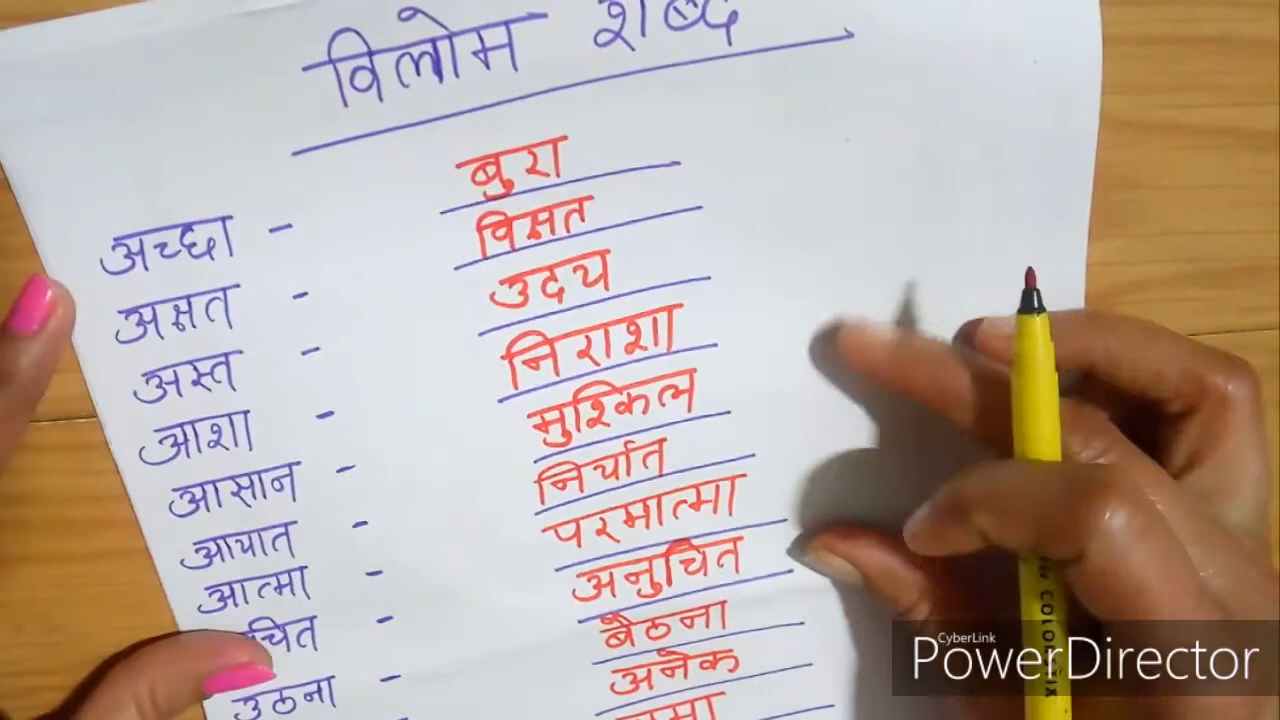 विलोम शब्द
अच्छा - बुरा
अक्षत - विक्षत
अस्त - उदय
आशा - निराशा
आसान - मुश्किल
आयात - निर्यात
आत्मा - परमात्मा
चित - अनुचित
उठना - बैठना
अनेक
CyberLink
PowerDirector